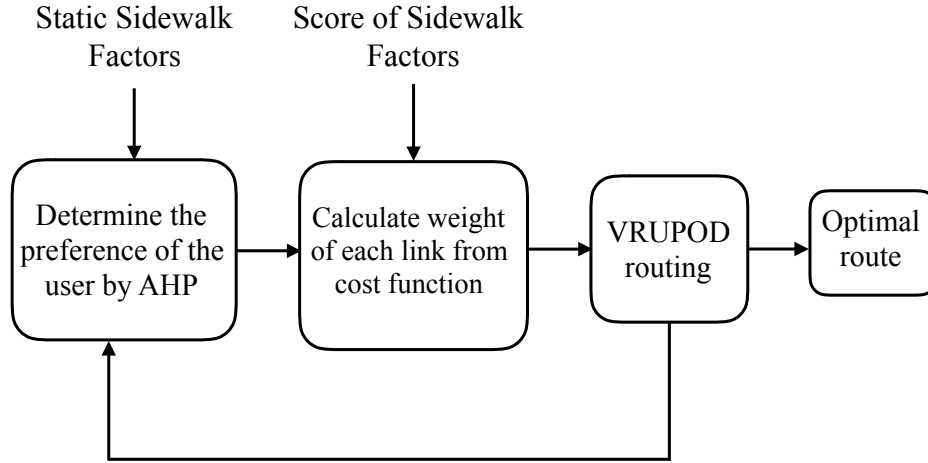 Static Sidewalk
Factors
Score of Sidewalk
Factors
Determine the
preference of the
user by AHP
Calculate weight
of each link from
cost function
VRUPOD
routing
Optimal
route